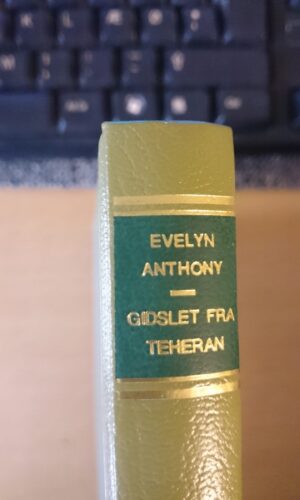 EVELYN
ANTHONY
GIDSLET FRA
TEHERAN